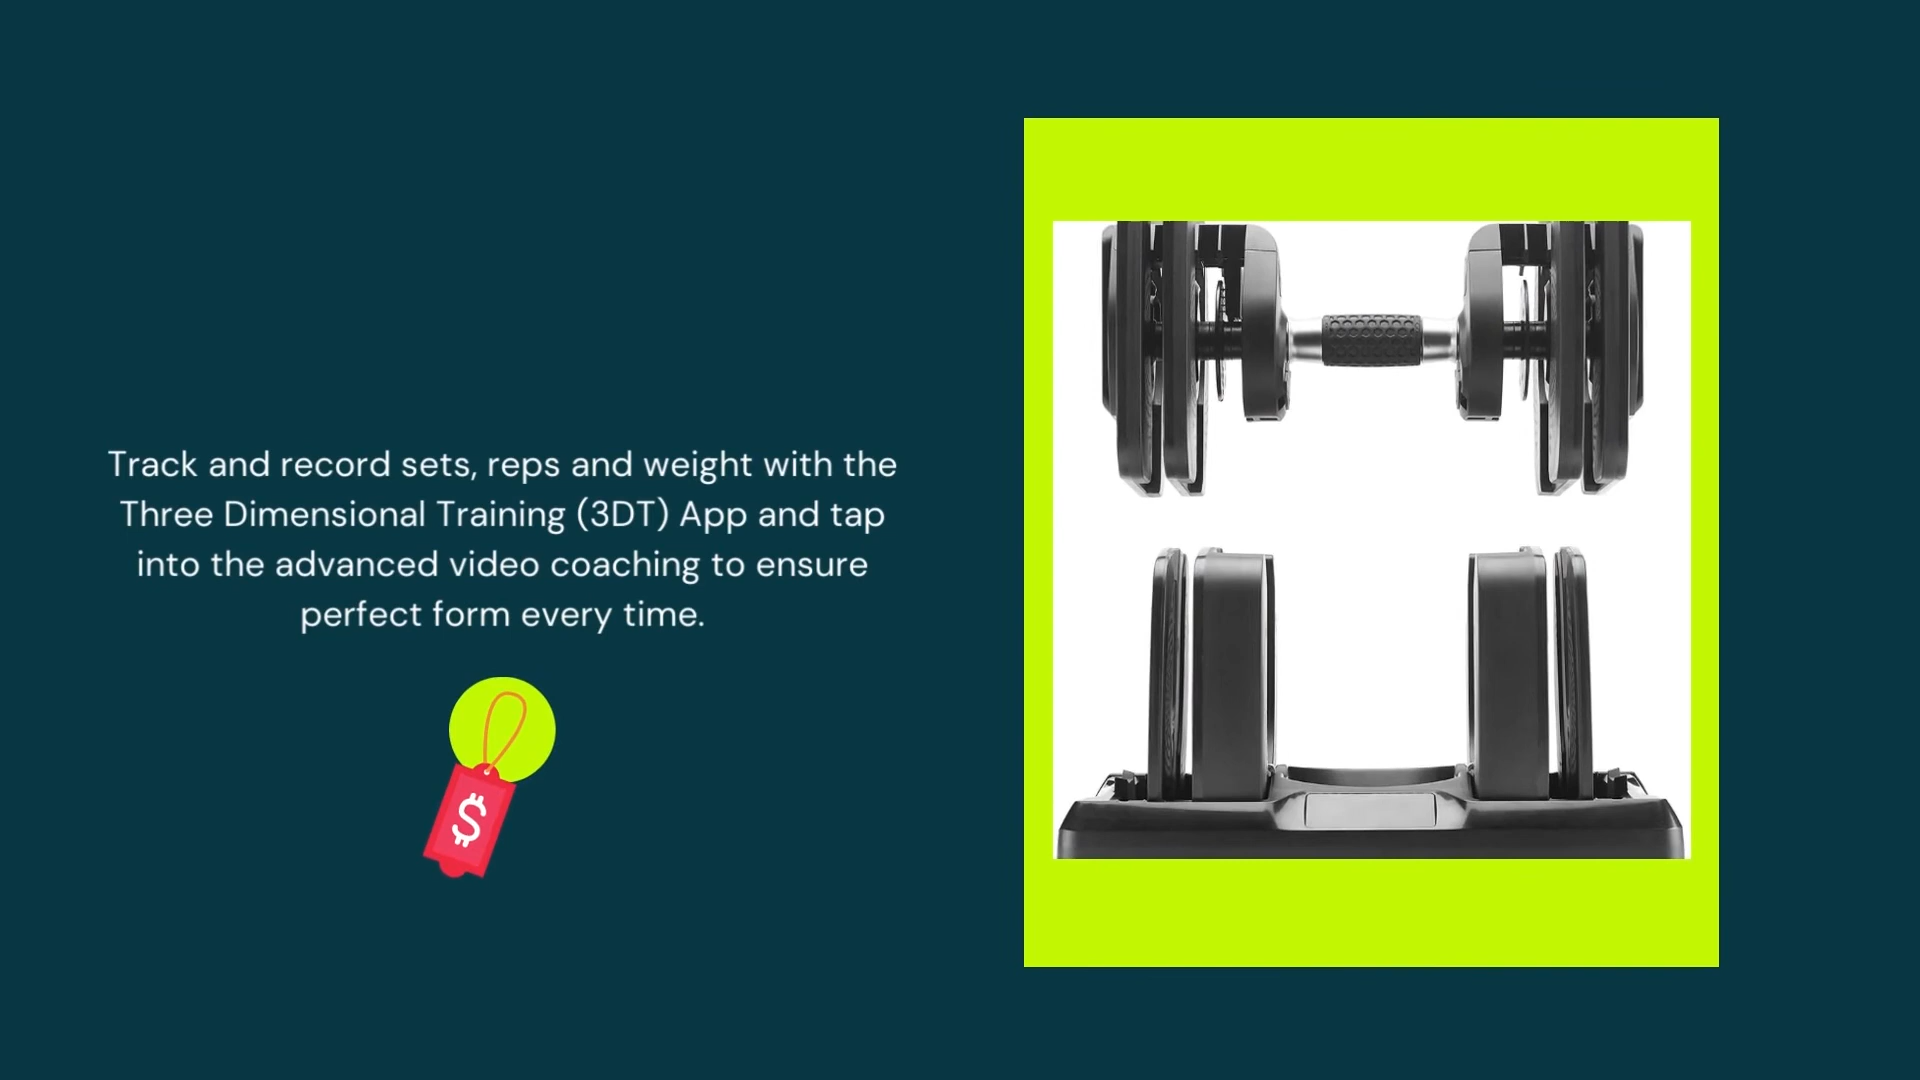 Track and record sets, reps and weight with the
Three Dimensional Training (3DT) App and tap
into the advanced video coaching to ensure
perfect form every time.
$